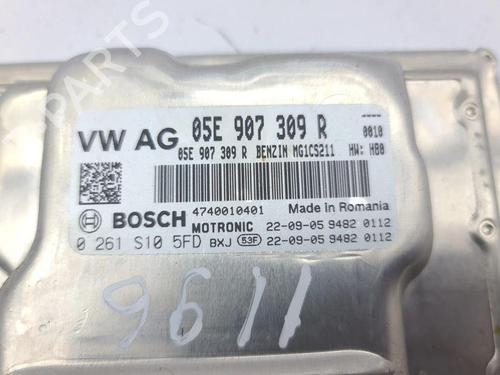 VW AG 05E 907 309 R ----
0010
05E 907 309 R BENZIN MG1CS211 HW: H80
BOSCH 4740010401 Made in Romania
MOTRONIC 22-09-05 9482 0112
0 261 S10 5FD BXJ 53F 22-09-05 9482 0112
9611